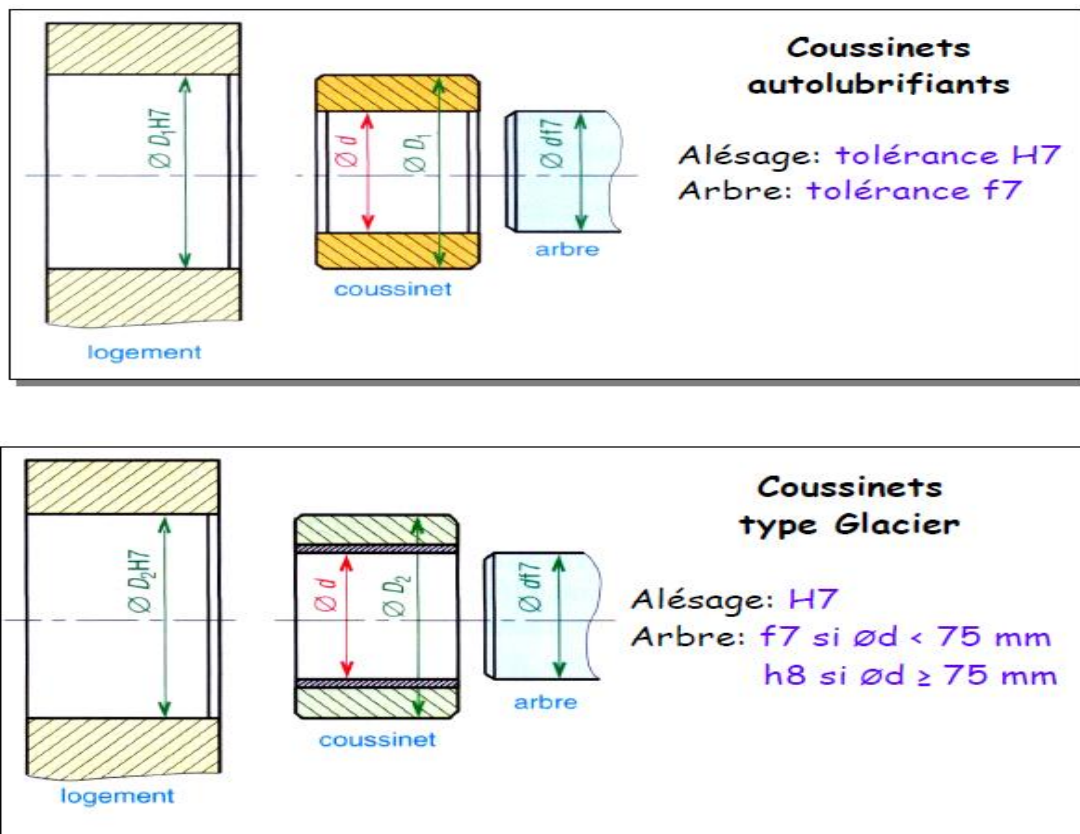 Coussinets
autolubrifiants
Alésage: tolérance H7
Arbre: tolérance f7
Ø D₁H7
Ø d
Ø D₁
Ø df7
arbre
coussinet
logement
Coussinets
type Glacier
Alésage: H7
Arbre: f7 si ød < 75 mm
h8 si ød ≥ 75 mm
Ø D₂H7
Ø d
Ø D₂
Ø df7
arbre
coussinet
logement